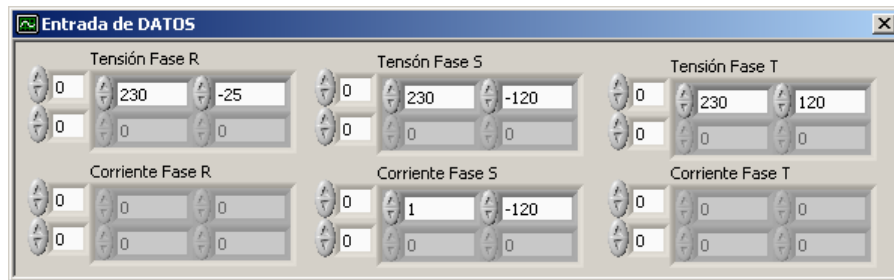 Entrada de DATOS
Tensión Fase R
Tensón Fase S
Tensión Fase T
0 230 -25
0 230 -120
0 230 120
0 0 0
0 0 0
0 0 0
Corriente Fase R
Corriente Fase S
Corriente Fase T
0 0 0
0 1 -120
0 0 0
0 0 0
0 0 0
0 0 0